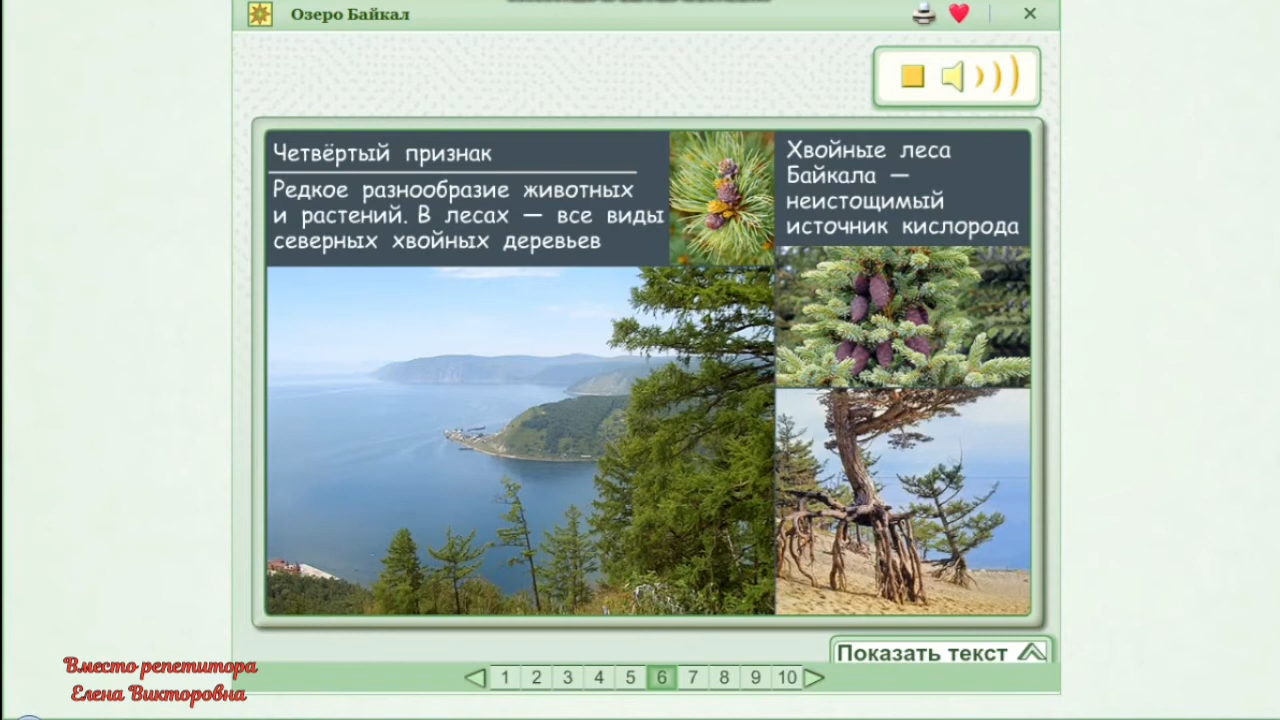 Озеро Байкал
Четвёртый признак
Редкое разнообразие животных
и растений. В лесах — все виды
северных хвойных деревьев
Хвойные леса
Байкала —
неистощимый
источник кислорода
Показать текст
1 2 3 4 5 6 7 8 9 10
Вместо репетитора
Елена Викторовна